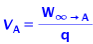 V_A = W_∞ → A / q